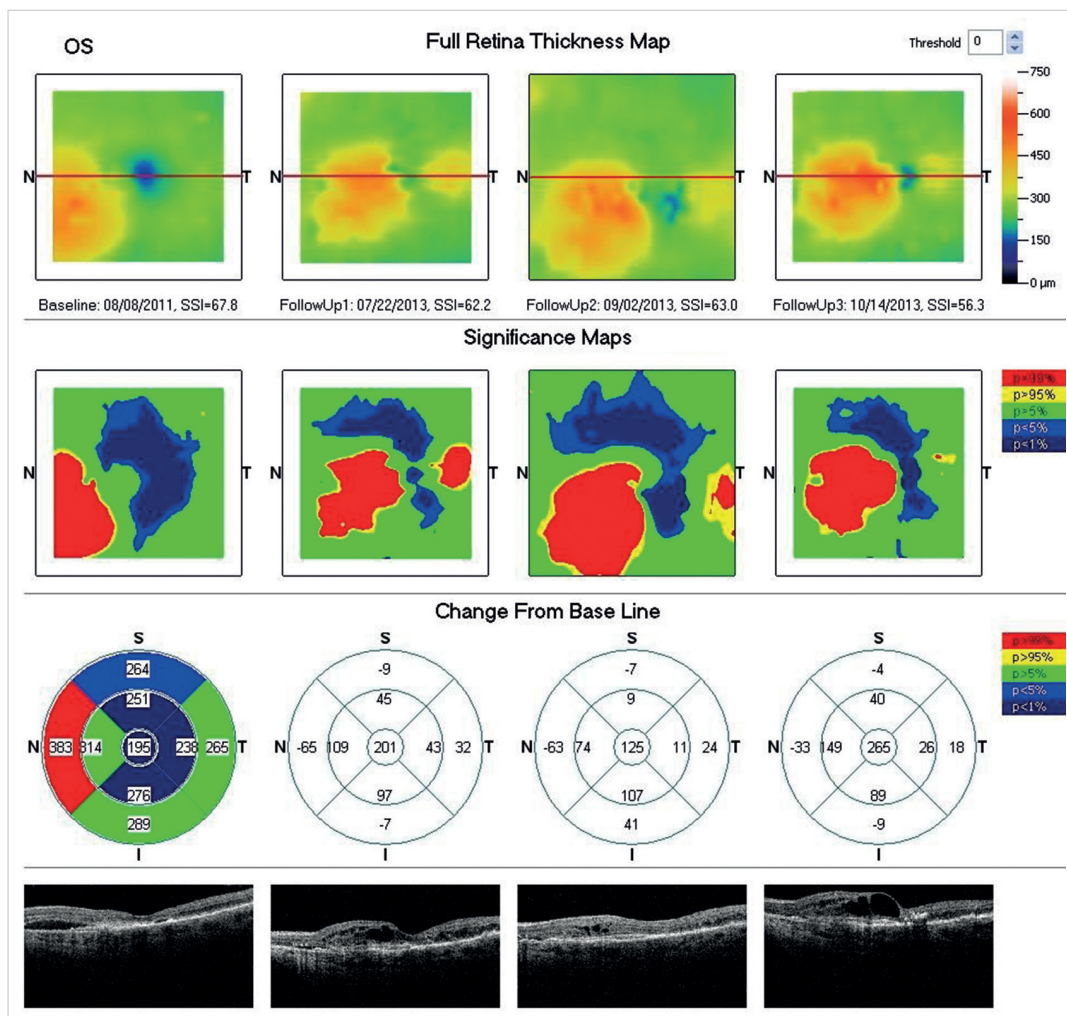 OS
Full Retina Thickness Map
Threshold 0
N T N T N T N T
750
600
450
300
150
0 µm
Baseline: 08/08/2011, SSI=67.8 FollowUp1: 07/22/2013, SSI=62.2 FollowUp2: 09/02/2013, SSI=63.0 FollowUp3: 10/14/2013, SSI=56.3
Significance Maps
p>99%
p>95%
p>5%
p<5%
p<1%
N T N T N T N T
Change From Base Line
S S S S
p>99%
p>95%
p>5%
p<5%
p<1%
264 -9 -7 -4
251 45 9 40
N 383 314 195 238 265 T N -65 109 201 43 32 T N -63 74 125 11 24 T N -33 149 265 26 18 T
276 97 107 89
289 -7 41 -9
I I I I